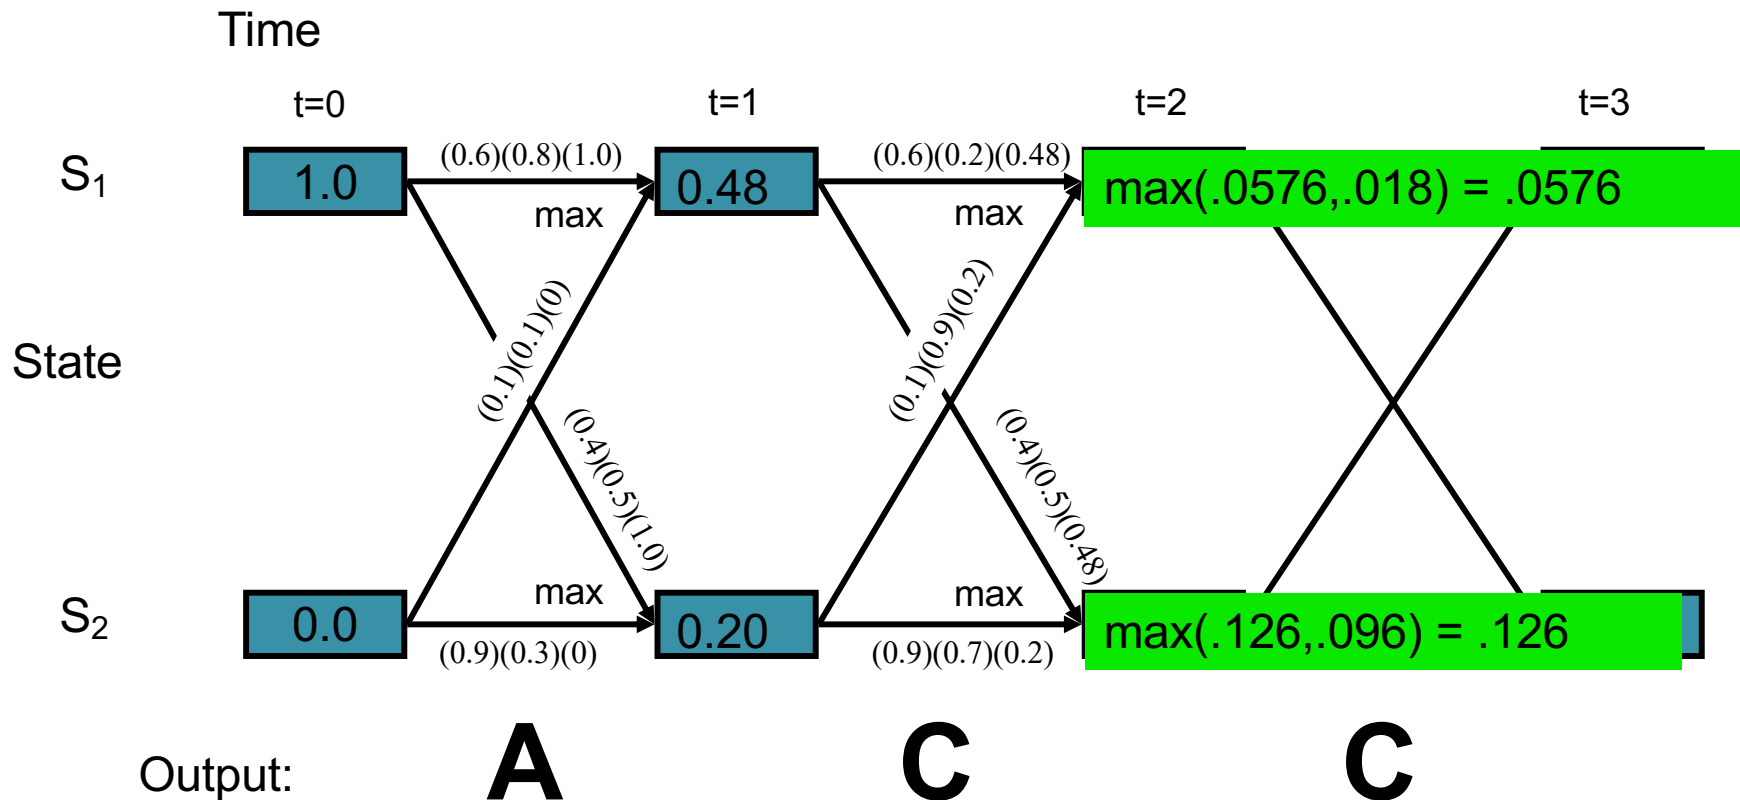 Time
t=0
t=1
t=2
t=3
S1
1.0
(0.6)(0.8)(1.0)
0.48
(0.6)(0.2)(0.48)
max(.0576,.018) = .0576
max
max
(0.1)(0.1)(0)
(0.1)(0.9)(0.2)
State
(0.4)(0.5)(1.0)
(0.4)(0.5)(0.48)
max
max
S2
0.0
0.20
max(.126,.096) = .126
(0.9)(0.3)(0)
(0.9)(0.7)(0.2)
Output:
A
C
C